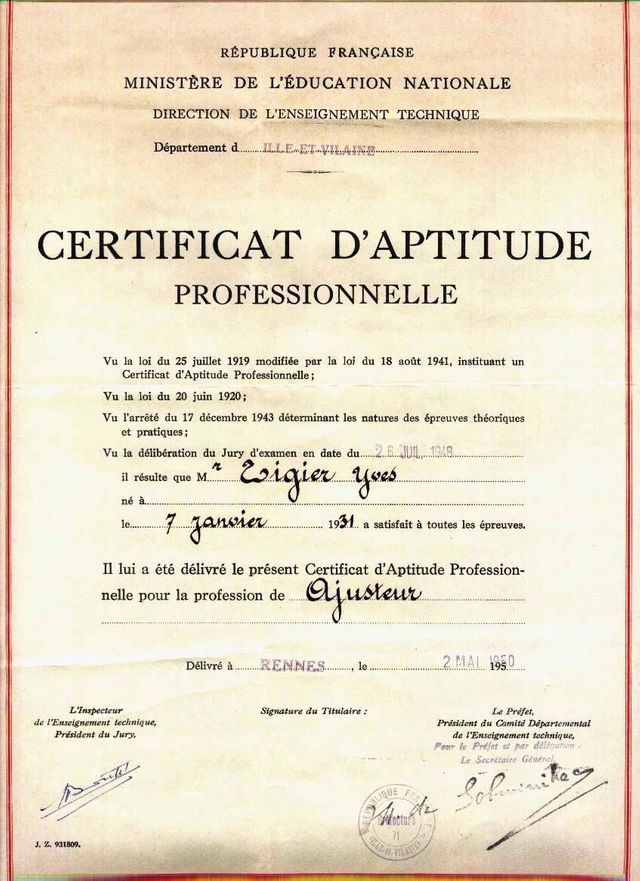 RÉPUBLIQUE FRANÇAISE
MINISTÈRE DE L'ÉDUCATION NATIONALE
DIRECTION DE L'ENSEIGNEMENT TECHNIQUE
Département d ILLE-ET-VILAINE
CERTIFICAT D'APTITUDE
PROFESSIONNELLE
Vu la loi du 25 juillet 1919 modifiée par la loi du 18 août 1941, instituant un
Certificat d'Aptitude Professionnelle;
Vu la loi du 20 juin 1920;
Vu l'arrêté du 17 décembre 1943 déterminant les natures des épreuves théoriques
et pratiques;
Vu la délibération du Jury d'examen en date du 26 JUIL 1948
il résulte que Mr Yves
né à
le 7 Janvier 1931 a satisfait à toutes les épreuves.
Il lui a été délivré le présent Certificat d'Aptitude Profession-
nelle pour la profession de Ajusteur
Délivré à RENNES, le 2 MAI 1950
L'Inspecteur
de l'Enseignement technique,
Président du Jury.
Signature du Titulaire :
Le Préfet,
Président du Comité Départemental
de l'Enseignement technique,
Pour le Préfet et par délégation :
Le Secrétaire Général,
J. Z. 931809.